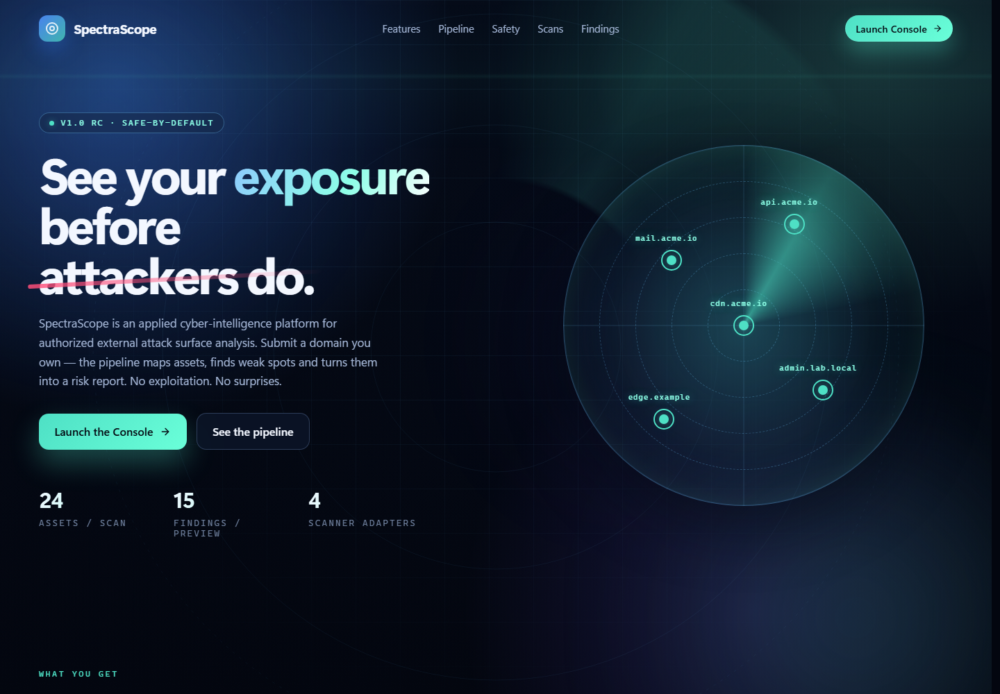 SpectraScope
Features
Pipeline
Safety
Scans
Findings
Launch Console
V1.0 RC · SAFE-BY-DEFAULT
See your exposure
before
attackers do.
SpectraScope is an applied cyber-intelligence platform for
authorized external attack surface analysis. Submit a domain you
own — the pipeline maps assets, finds weak spots and turns them
into a risk report. No exploitation. No surprises.
Launch the Console
See the pipeline
24
ASSETS / SCAN
15
FINDINGS /
PREVIEW
4
SCANNER ADAPTERS
api.acme.io
mail.acme.io
cdn.acme.io
admin.lab.local
edge.example
WHAT YOU GET